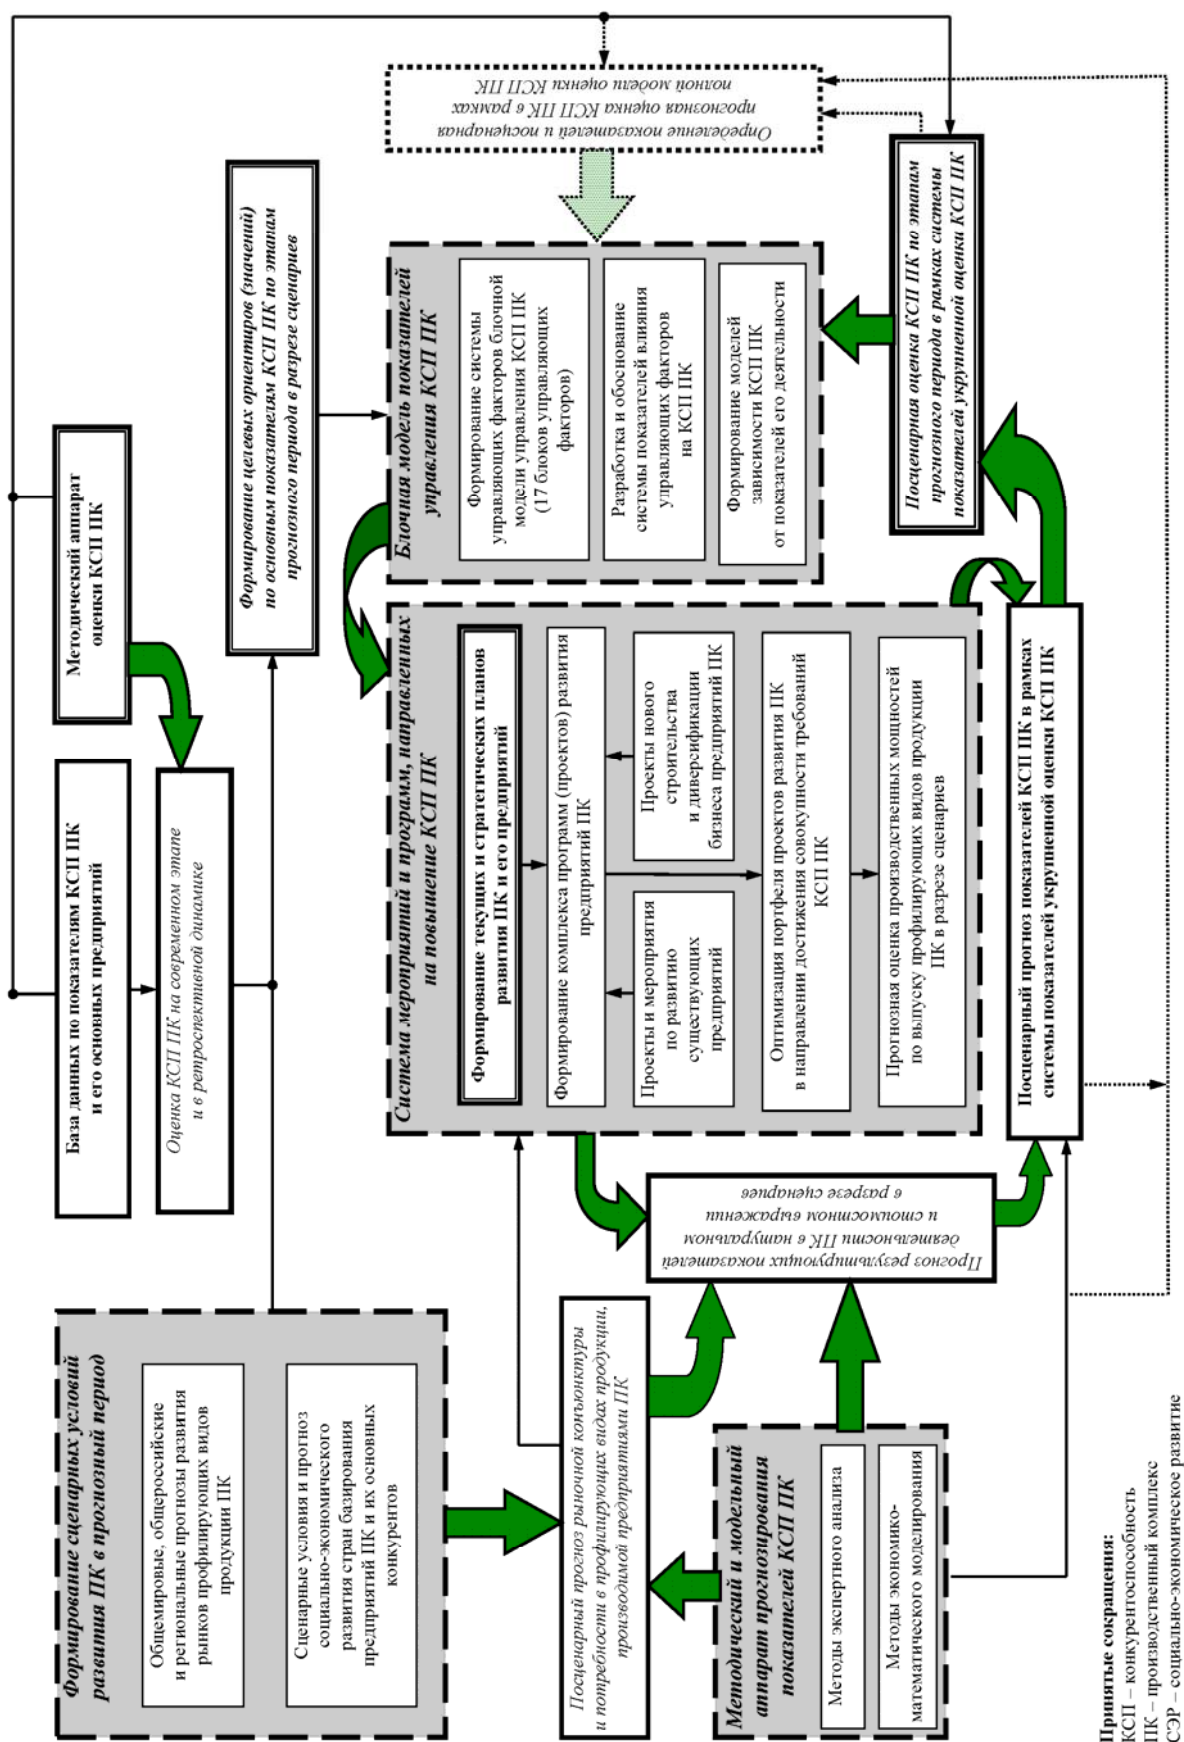 Формирование сценарных условий
развития ПК в прогнозный период
Общемировые, общероссийские
и региональные прогнозы развития
рынков профилирующих видов
продукции ПК
Сценарные условия и прогноз
социально-экономического
развития стран базирования
предприятий ПК и их основных
конкурентов
База данных по показателям КСП ПК
и его основных предприятий
Оценка КСП ПК на современном этапе
и в ретроспективной динамике
Методический аппарат
оценки КСП ПК
Формирование целевых ориентиров (значений)
по основным показателям КСП ПК по этапам
прогнозного периода в разрезе сценариев
Посценарный прогноз рыночной конъюнктуры
и потребности в профилирующих видах продукции,
производимой предприятиями ПК
Методический и модельный
аппарат прогнозирования
показателей КСП ПК
Методы экспертного анализа
Методы экономико-
математического моделирования
Прогноз результирующих показателей
деятельности ПК в натуральном
и стоимостном выражении
в разрезе сценариев
Система мероприятий и программ, направленных
на повышение КСП ПК
Формирование текущих и стратегических планов
развития ПК и его предприятий
Формирование комплекса программ (проектов) развития
предприятий ПК
Проекты и мероприятия
по развитию
существующих
предприятий
Проекты нового
строительства
и диверсификации
бизнеса предприятий ПК
Оптимизация портфеля проектов развития ПК
в направлении достижения совокупности требований
КСП ПК
Прогнозная оценка производственных мощностей
по выпуску профилирующих видов продукции
ПК в разрезе сценариев
Блочная модель показателей
управления КСП ПК
Формирование системы
управляющих факторов блочной
модели управления КСП ПК
(17 блоков управляющих
факторов)
Разработка и обоснование
системы показателей влияния
управляющих факторов
на КСП ПК
Формирование моделей
зависимости КСП ПК
от показателей его деятельности
Определение показателей и посценарная
прогнозная оценка КСП ПК в рамках
полной модели оценки КСП ПК
Посценарный прогноз показателей КСП ПК в рамках
системы показателей укрупненной оценки КСП ПК
Посценарная оценка КСП ПК по этапам
прогнозного периода в рамках системы
показателей укрупненной оценки КСП ПК
Принятые сокращения:
КСП – конкурентоспособность
ПК – производственный комплекс
СЭР – социально-экономическое развитие